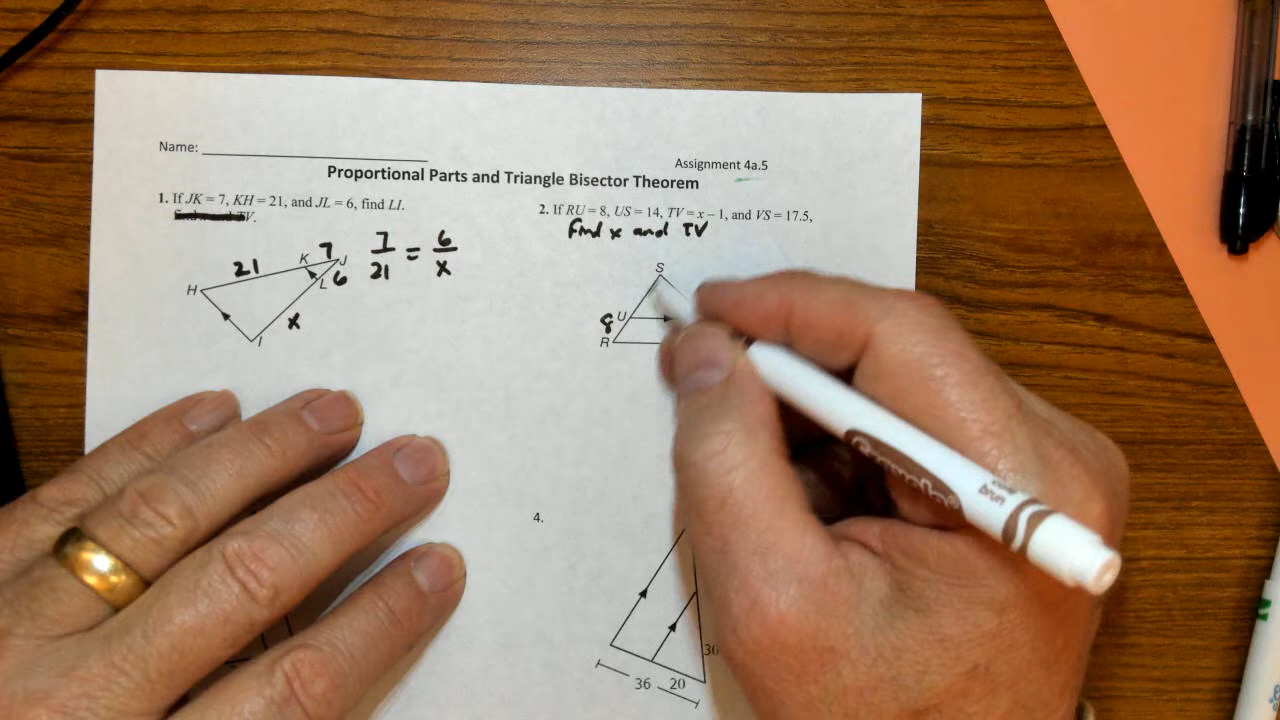 Name:
Assignment 4a.5
Proportional Parts and Triangle Bisector Theorem
1. If JK = 7, KH = 21, and JL = 6, find LI.
V.
21
K
7
J
H
L
6
x
I
7/21 = 6/x
2. If RU = 8, US = 14, TV = x – 1, and VS = 17.5,
find x and TV
S
8
U
R
4.
30
36
20
brun